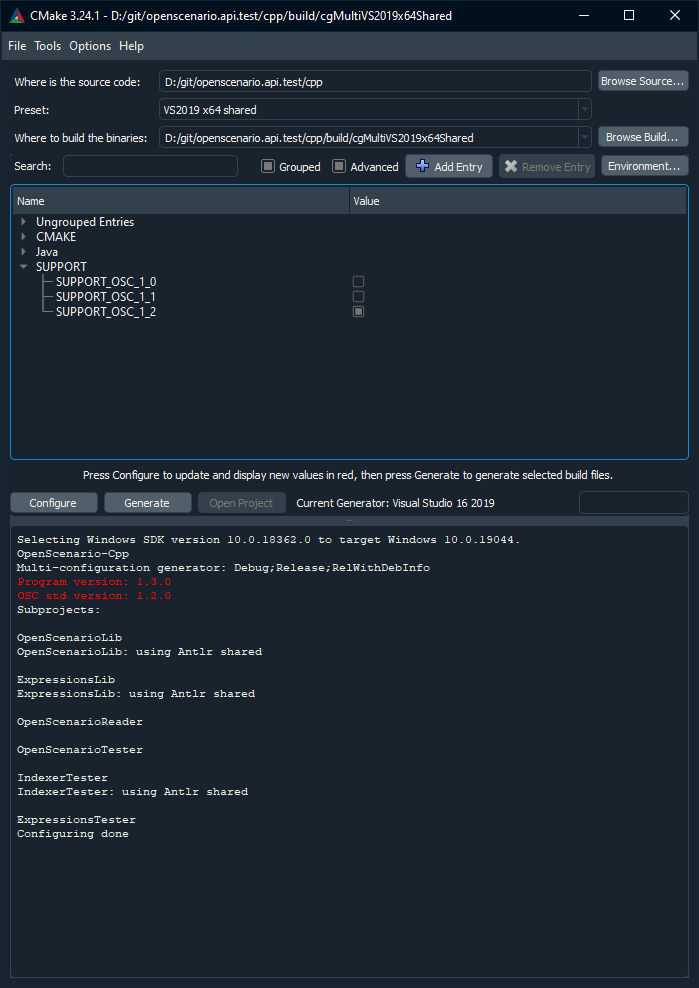 CMake 3.24.1 - D:/git/openscenario.api.test/cpp/build/cgMultiVS2019x64Shared
File Tools Options Help
Where is the source code: D:/git/openscenario.api.test/cpp Browse Source...
Preset: VS2019 x64 shared
Where to build the binaries: D:/git/openscenario.api.test/cpp/build/cgMultiVS2019x64Shared Browse Build...
Search: Grouped Advanced Add Entry Remove Entry Environment...
Name Value
Ungrouped Entries
CMAKE
Java
SUPPORT
SUPPORT_OSC_1_0
SUPPORT_OSC_1_1
SUPPORT_OSC_1_2
Press Configure to update and display new values in red, then press Generate to generate selected build files.
Configure Generate Open Project Current Generator: Visual Studio 16 2019
Selecting Windows SDK version 10.0.18362.0 to target Windows 10.0.19044.
OpenScenario-Cpp
Multi-configuration generator: Debug;Release;RelWithDebInfo
Program version: 1.3.0
OSC std version: 1.2.0
Subprojects:
OpenScenarioLib
OpenScenarioLib: using Antlr shared
ExpressionsLib
ExpressionsLib: using Antlr shared
OpenScenarioReader
OpenScenarioTester
IndexerTester
IndexerTester: using Antlr shared
ExpressionsTester
Configuring done